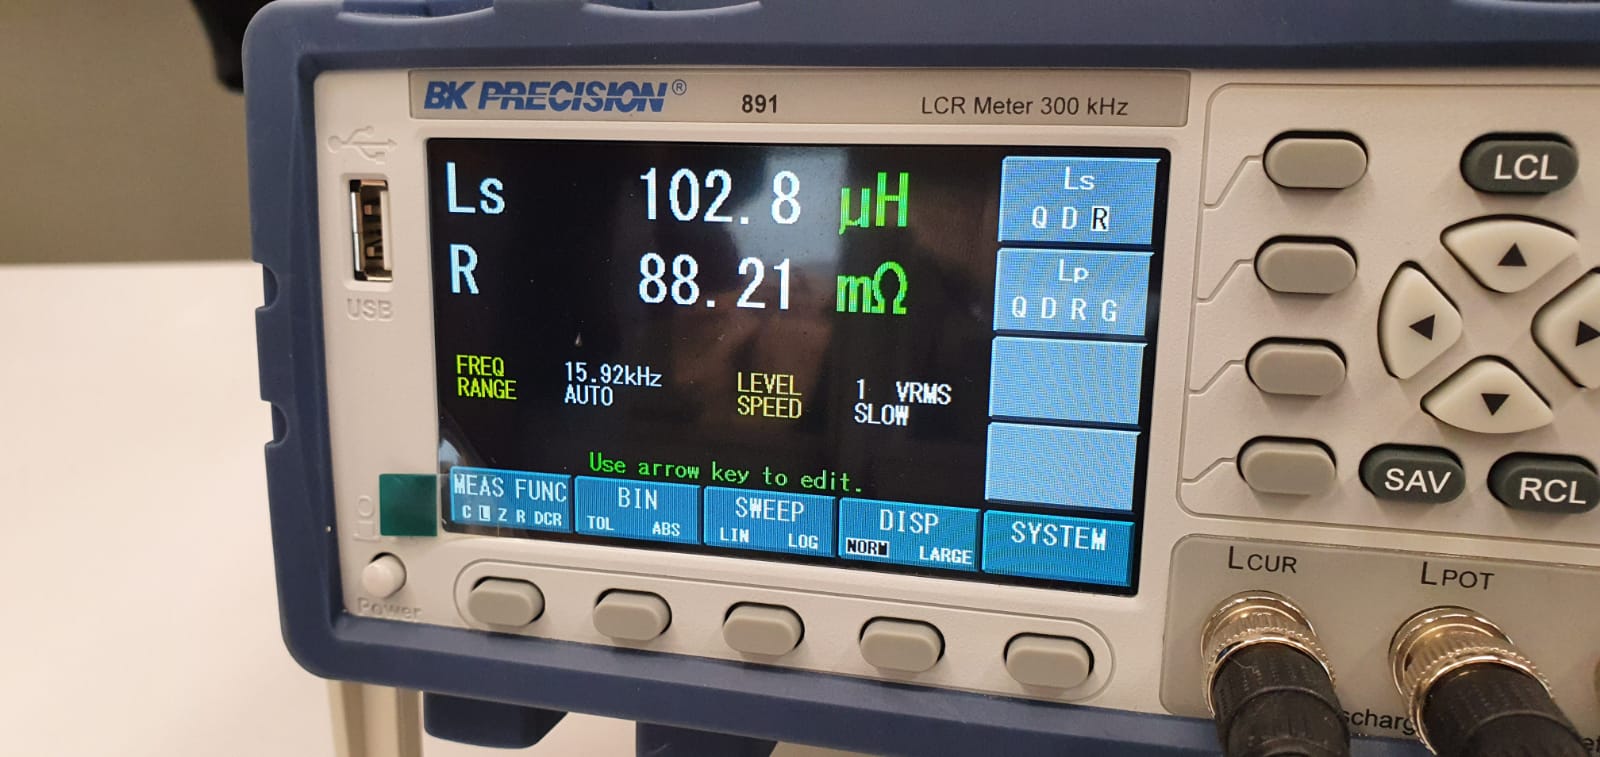 BK PRECISION®
891
LCR Meter 300 kHz
USB
Power
Ls 102.8 µH
R 88.21 mΩ
FREQ 15.92kHz
RANGE AUTO
LEVEL 1 VRMS
SPEED SLOW
Use arrow key to edit.
Ls
Q D R
Lp
Q D R G
MEAS FUNC
C L Z R DCR
BIN
TOL ABS
SWEEP
LIN LOG
DISP
NORM LARGE
SYSTEM
LCL
SAV
RCL
LCUR
LPOT